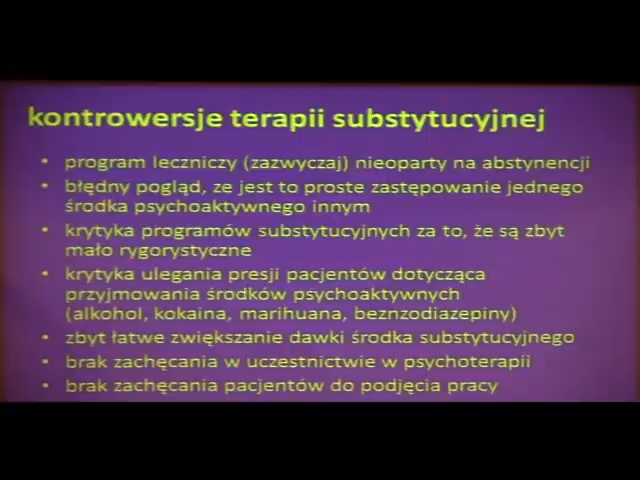 kontrowersje terapii substytucyjnej
• program leczniczy (zazwyczaj) nieoparty na abstynencji
• błędny pogląd, ze jest to proste zastępowanie jednego
środka psychoaktywnego innym
• krytyka programów substytucyjnych za to, że są zbyt
mało rygorystyczne
• krytyka ulegania presji pacjentów dotycząca
przyjmowania środków psychoaktywnych
(alkohol, kokaina, marihuana, beznzodiazepiny)
• zbyt łatwe zwiększanie dawki środka substytucyjnego
• brak zachęcania w uczestnictwie w psychoterapii
• brak zachęcania pacjentów do podjęcia pracy